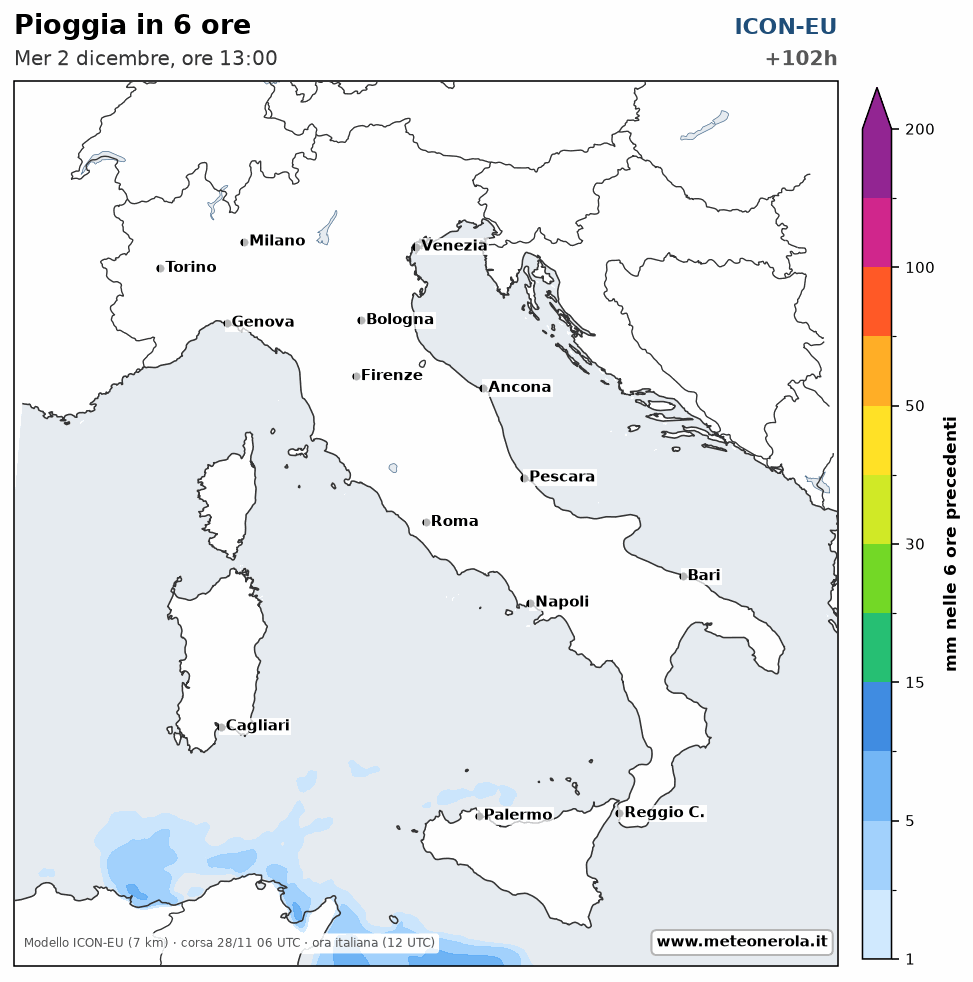 Pioggia in 6 ore
ICON-EU
Mer 2 dicembre, ore 13:00
+102h
200
Milano
Venezia
Torino
100
Genova
Bologna
Firenze
Ancona
50
Pescara
Roma
30
Bari
Napoli
mm nelle 6 ore precedenti
15
Cagliari
Palermo
Reggio C.
5
Modello ICON-EU (7 km) · corsa 28/11 06 UTC · ora italiana (12 UTC)
www.meteonerola.it
1